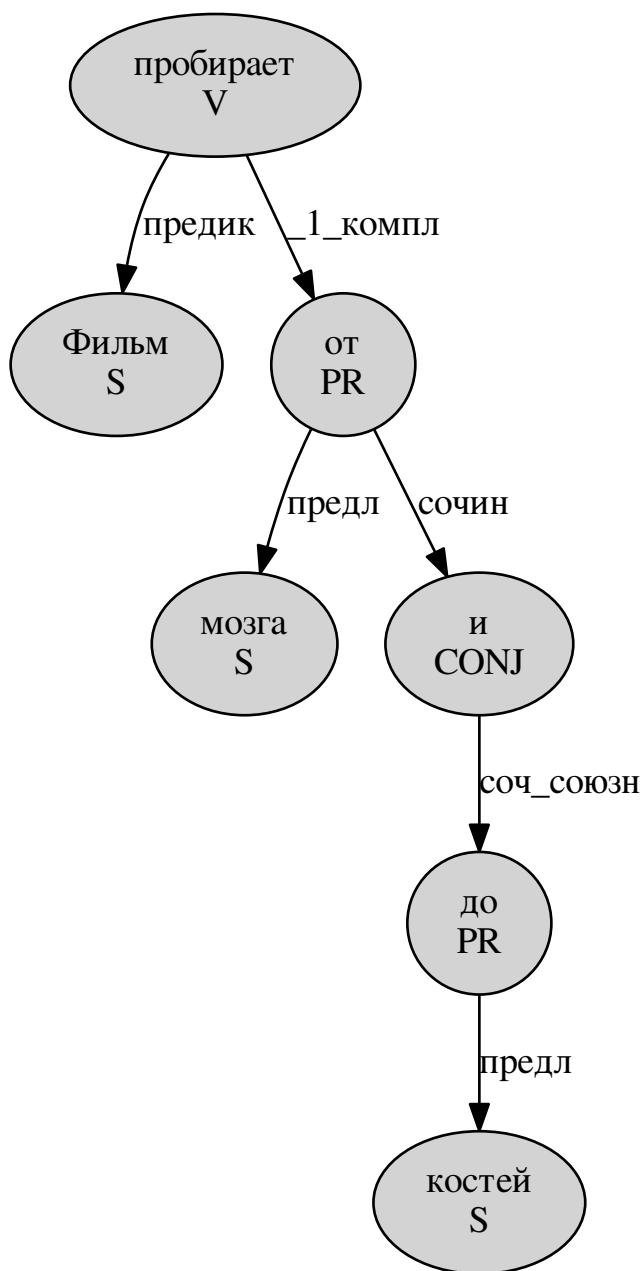 пробирает
V
предик
_1_компл
Фильм
S
от
PR
предл
сочин
мозга
S
и
CONJ
соч_союзн
до
PR
предл
костей
S